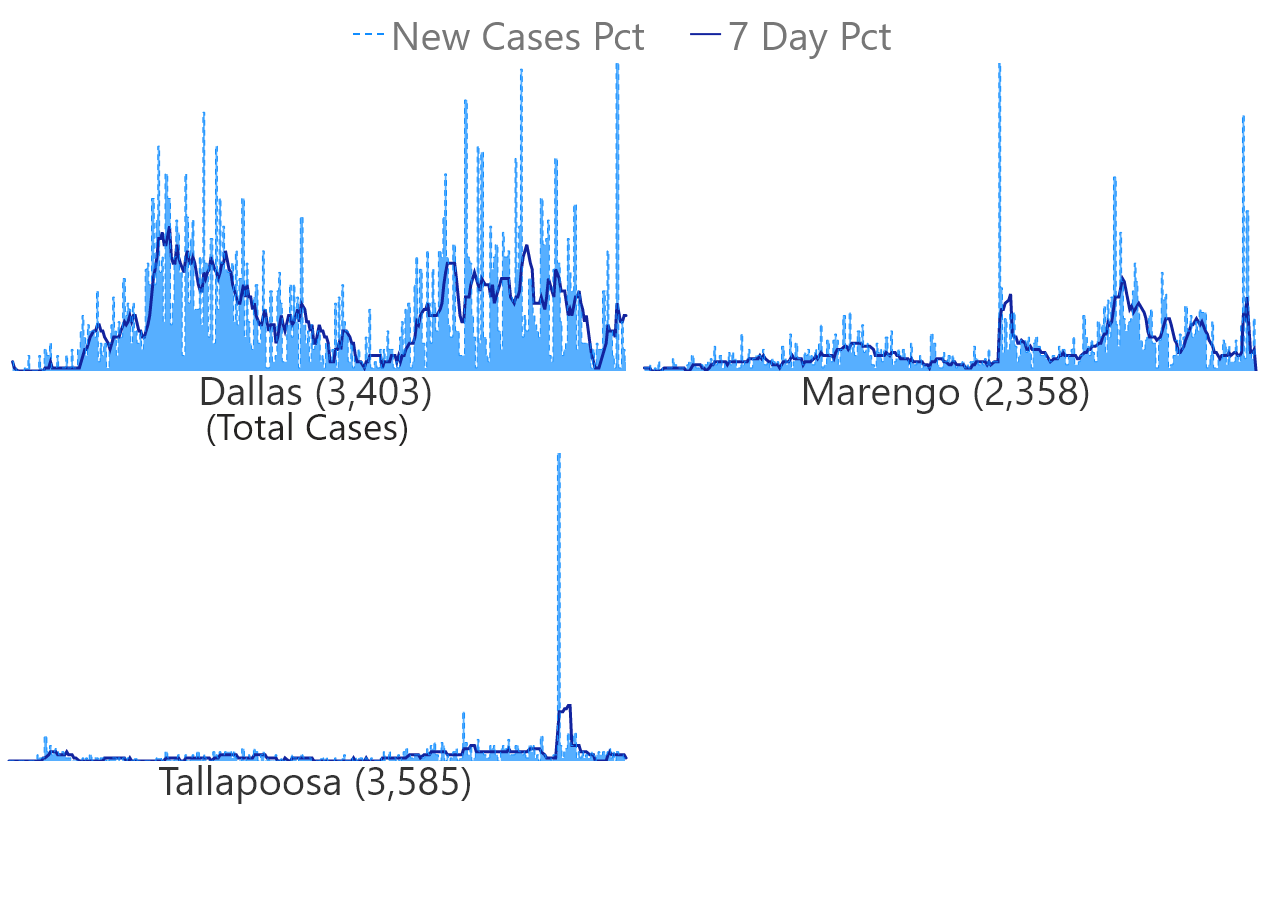 New Cases Pct 7 Day Pct
Dallas (3,403)
(Total Cases)
Marengo (2,358)
Tallapoosa (3,585)